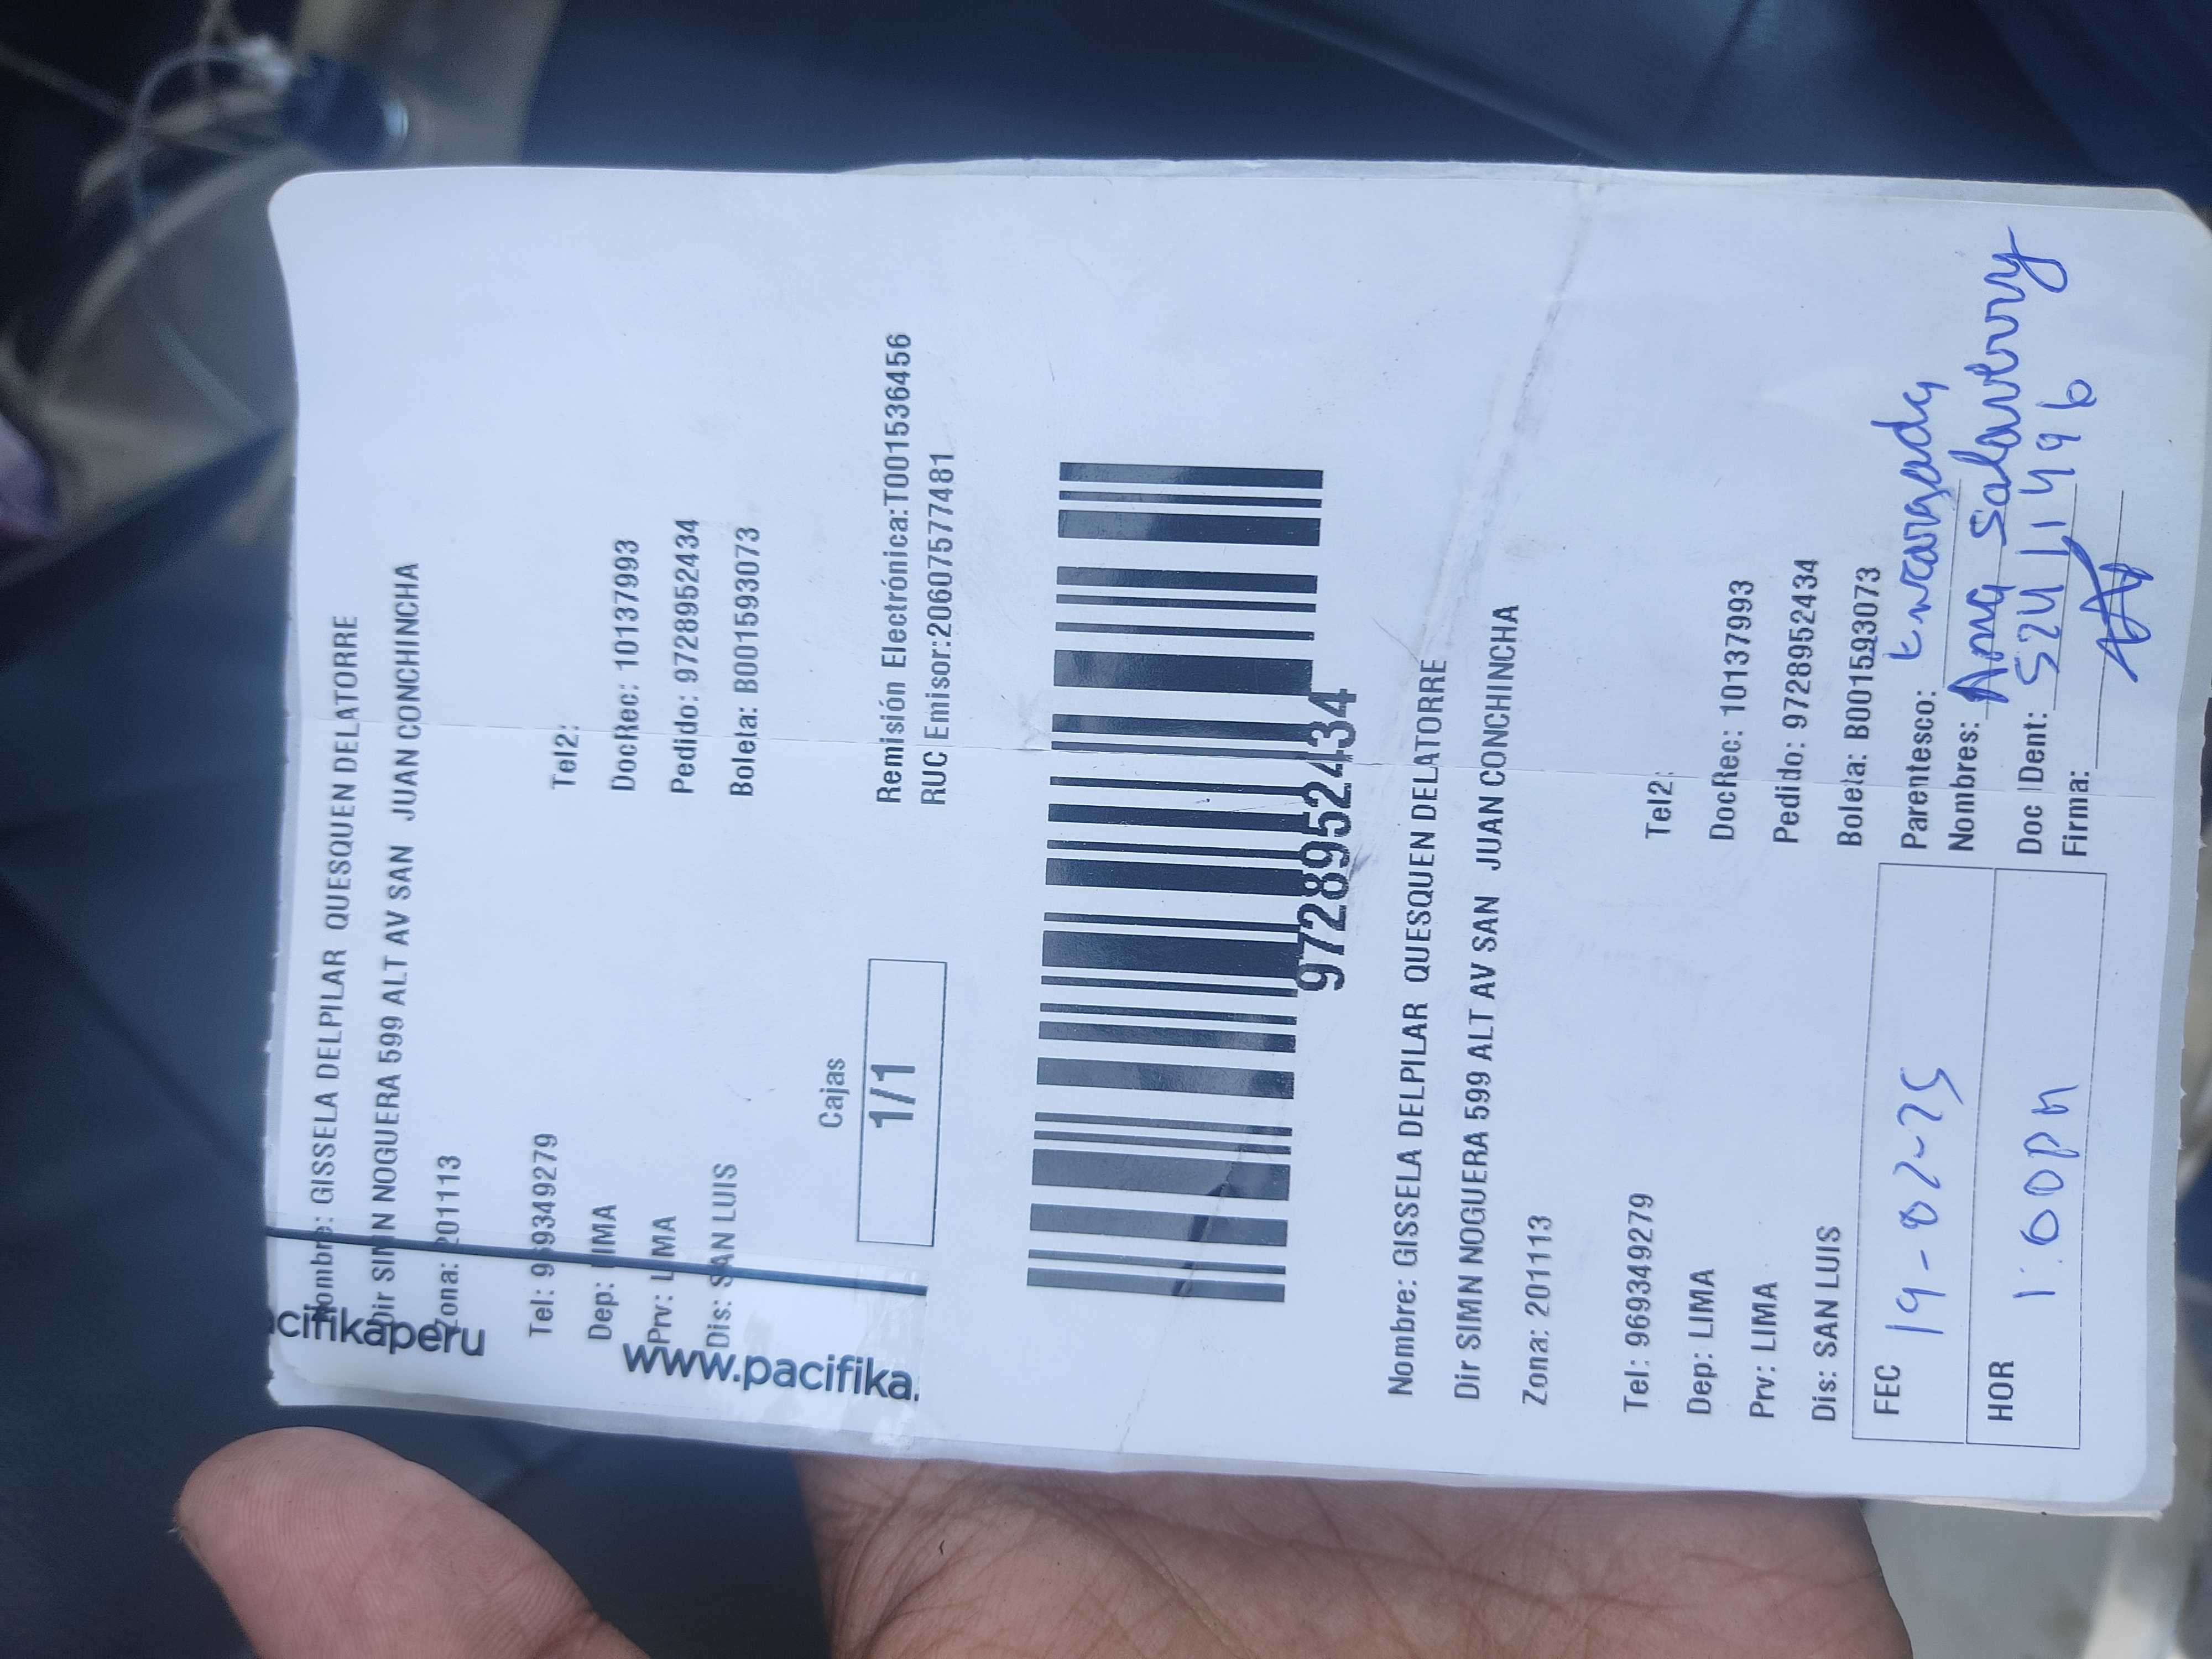 Nombre: GISSELA DELPILAR QUESQUEN DELATORRE
Dir SIMN NOGUERA 599 ALT AV SAN JUAN CONCHINCHA
Zona: 201113
Tel: 969349279 Tel2:
Dep: LIMA DocRec: 10137993
Prv: LIMA Pedido: 9728952434
Dis: SAN LUIS Boleta: B001593073
cifikaperu
www.pacifika.
Cajas
1/1
Remisión Electrónica:T001536456
RUC Emisor:20607577481
9728952434
Nombre: GISSELA DELPILAR QUESQUEN DELATORRE
Dir SIMN NOGUERA 599 ALT AV SAN JUAN CONCHINCHA
Zona: 201113
Tel: 969349279 Tel2:
Dep: LIMA DocRec: 10137993
Prv: LIMA Pedido: 9728952434
Dis: SAN LUIS Boleta: B001593073
FEC 19-02-25 Parentesco: Encargada
Nombres: Ana Salaverry
HOR 1:00pm Doc IDent:
Firma: